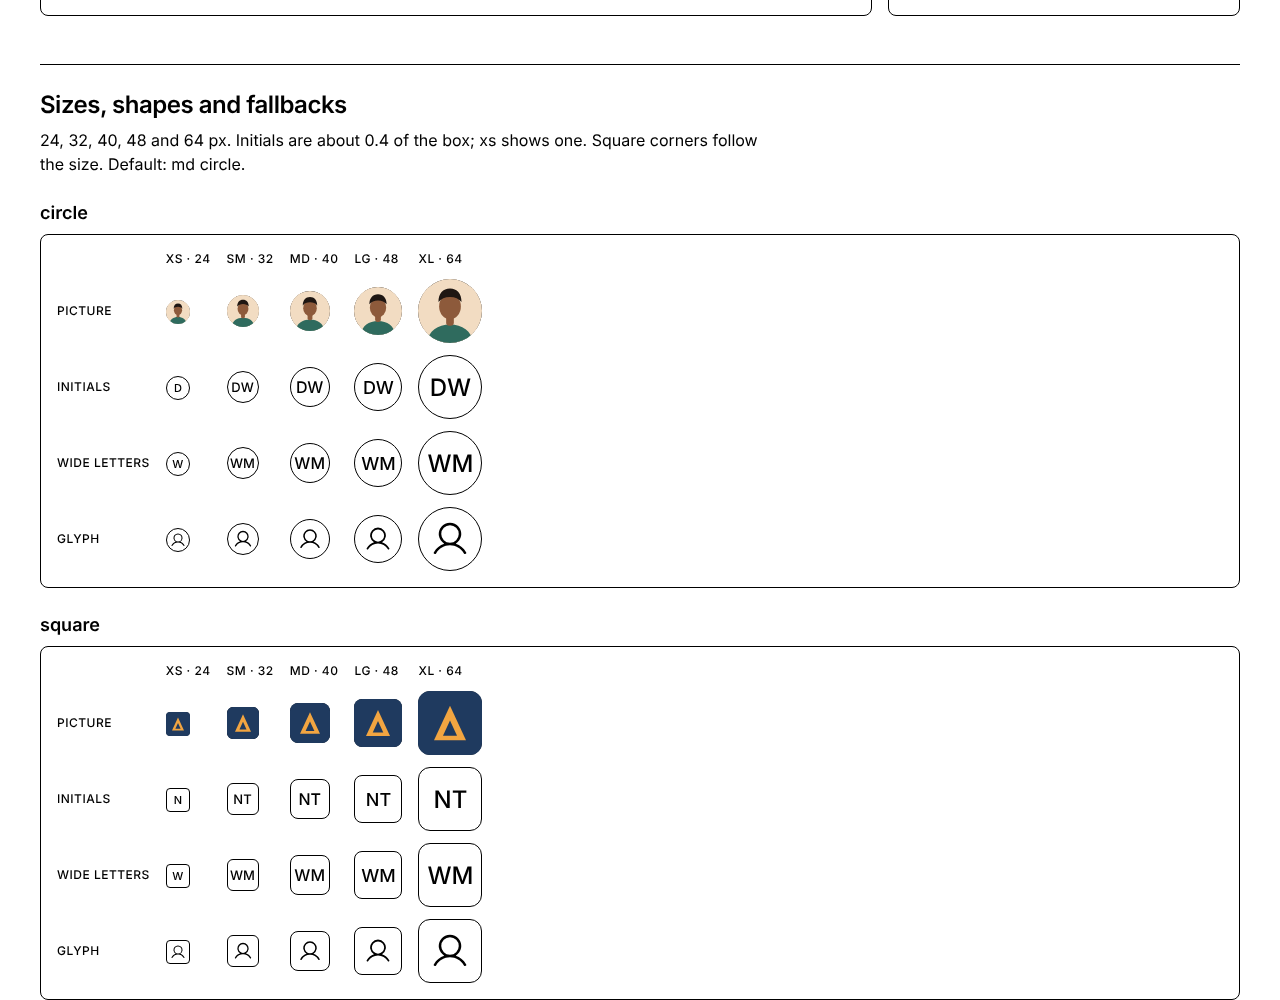 Sizes, shapes and fallbacks
24, 32, 40, 48 and 64 px. Initials are about 0.4 of the box; xs shows one. Square corners follow
the size. Default: md circle.
circle
XS · 24 SM · 32 MD · 40 LG · 48 XL · 64
PICTURE
INITIALS D DW DW DW DW
WIDE LETTERS W WM WM WM WM
GLYPH
square
XS · 24 SM · 32 MD · 40 LG · 48 XL · 64
PICTURE
INITIALS N NT NT NT NT
WIDE LETTERS W WM WM WM WM
GLYPH